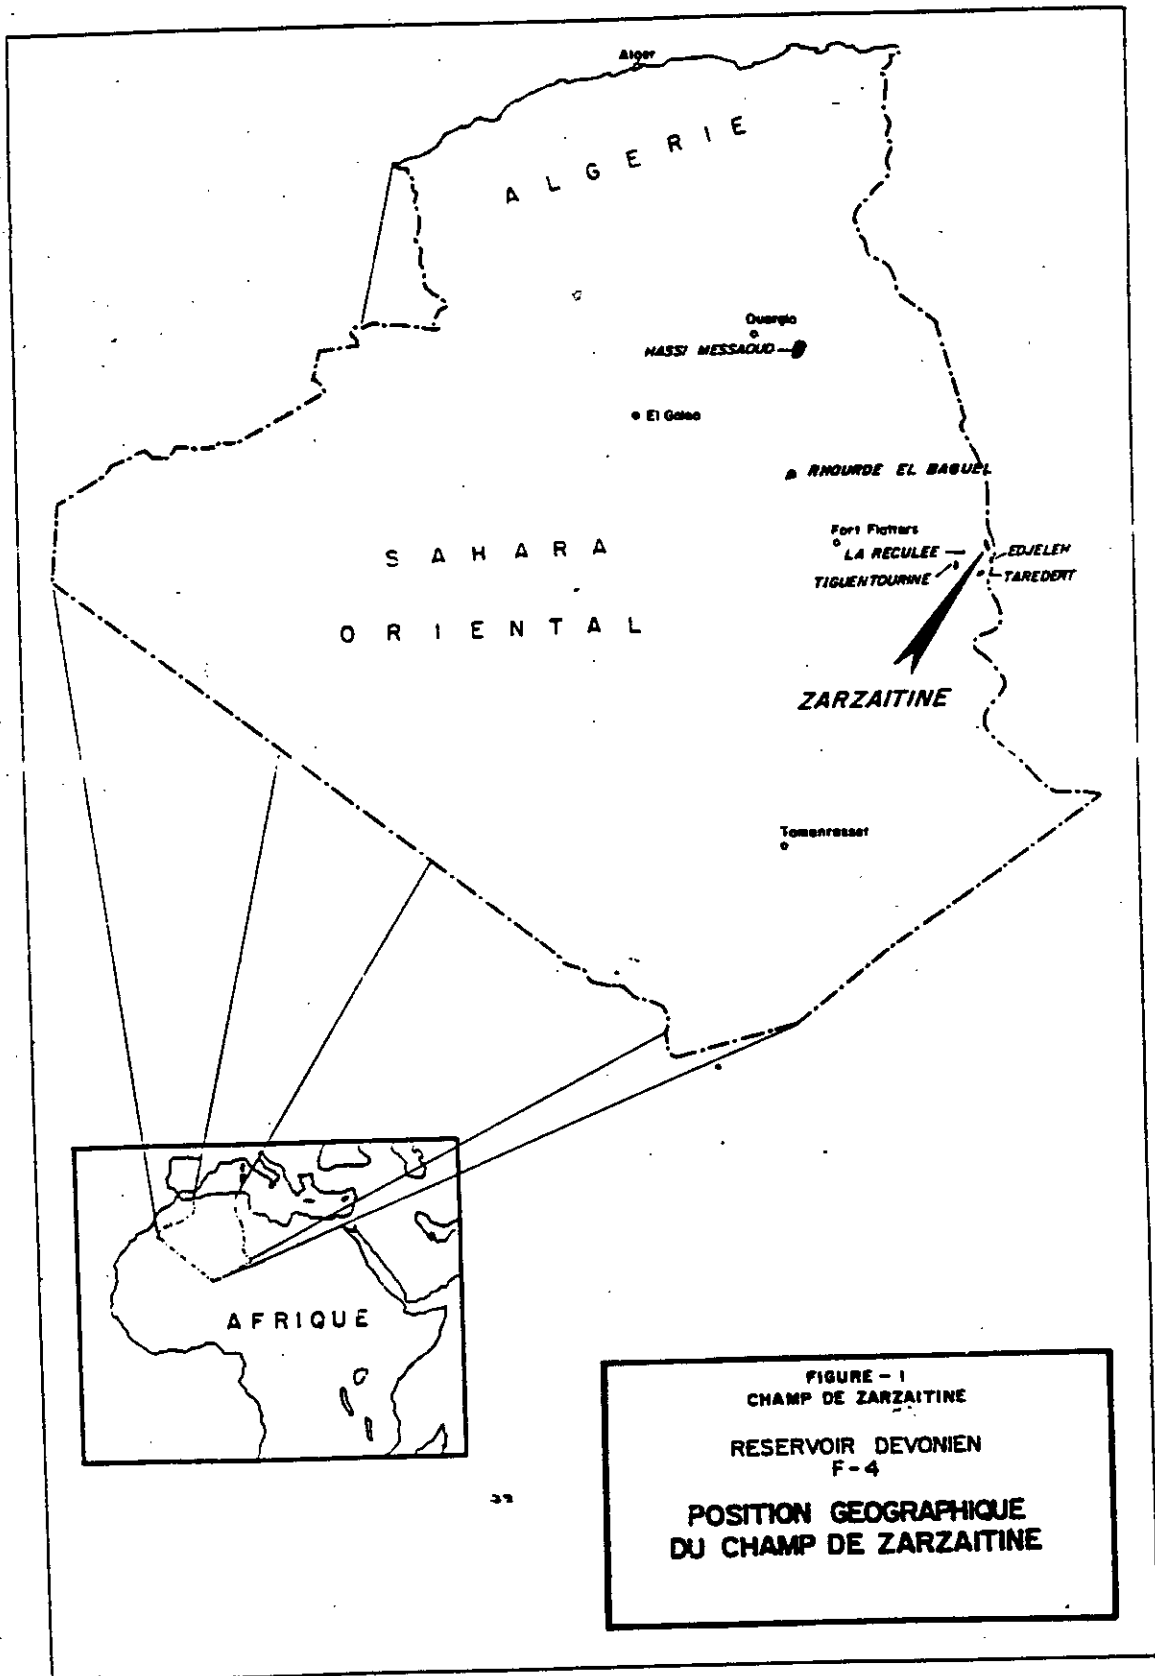 Alger
ALGERIE
Ouargla
HASSI MESSAOUD
El Golea
RHOURDE EL BAGUEL
SAHARA
ORIENTAL
Fort Flatters
LA RECULEE
EDJELEH
TIGUENTOURINE
TAREDERT
ZARZAITINE
Tamanrasset
AFRIQUE
FIGURE - 1
CHAMP DE ZARZAITINE
RESERVOIR DEVONIEN
F-4
POSITION GEOGRAPHIQUE
DU CHAMP DE ZARZAITINE